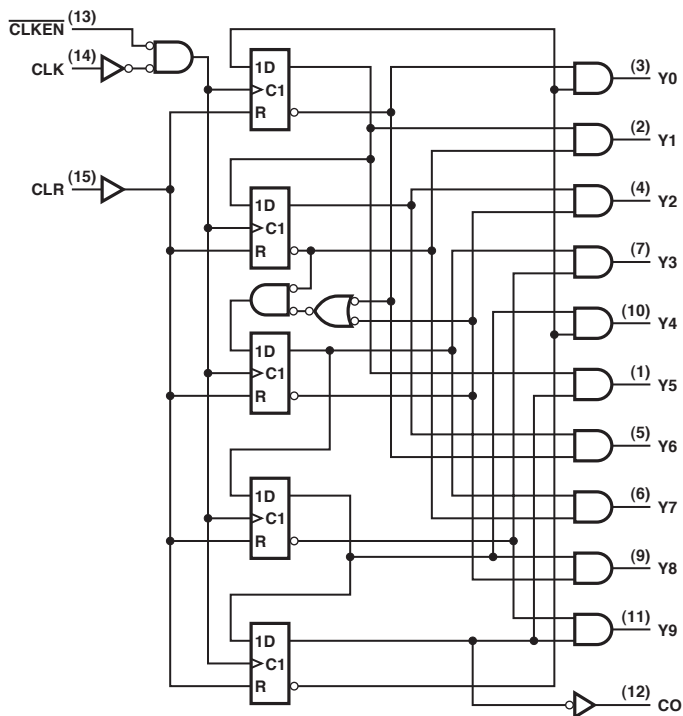 CLKEN (13)
CLK (14)
CLR (15)
1D
C1
R
1D
C1
R
1D
C1
R
1D
C1
R
1D
C1
R
(3) Y0
(2) Y1
(4) Y2
(7) Y3
(10) Y4
(1) Y5
(5) Y6
(6) Y7
(9) Y8
(11) Y9
(12) CO